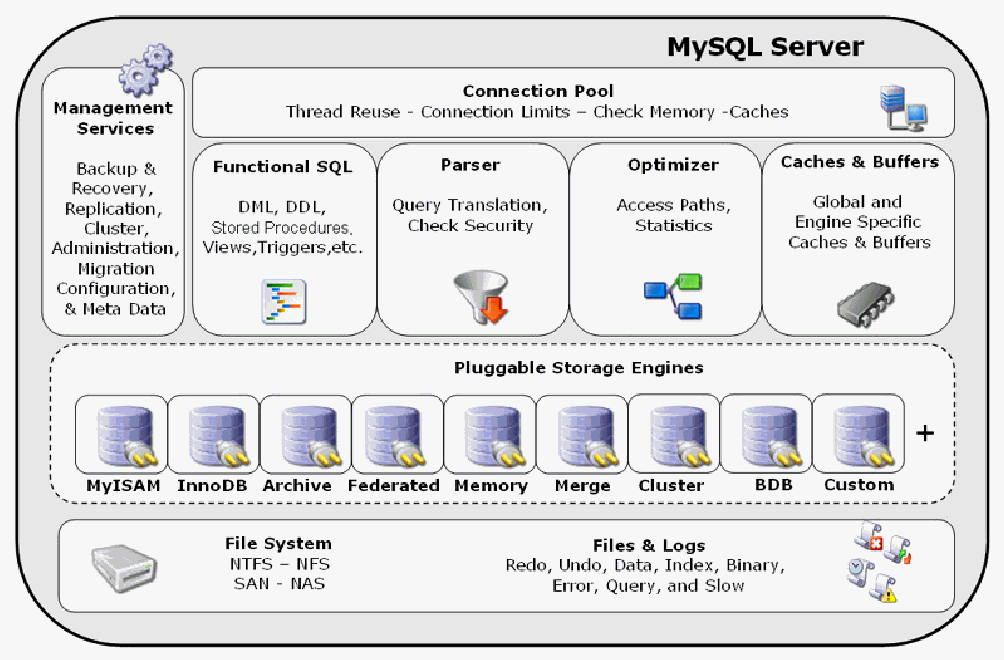 MySQL Server
Management
Services
Backup &
Recovery,
Replication,
Cluster,
Administration,
Migration
Configuration,
& Meta Data
Connection Pool
Thread Reuse - Connection Limits – Check Memory -Caches
Functional SQL
DML, DDL,
Stored Procedures,
Views,Triggers,etc.
Parser
Query Translation,
Check Security
Optimizer
Access Paths,
Statistics
Caches & Buffers
Global and
Engine Specific
Caches & Buffers
Pluggable Storage Engines
+
MyISAM InnoDB Archive Federated Memory Merge Cluster BDB Custom
File System
NTFS – NFS
SAN - NAS
Files & Logs
Redo, Undo, Data, Index, Binary,
Error, Query, and Slow